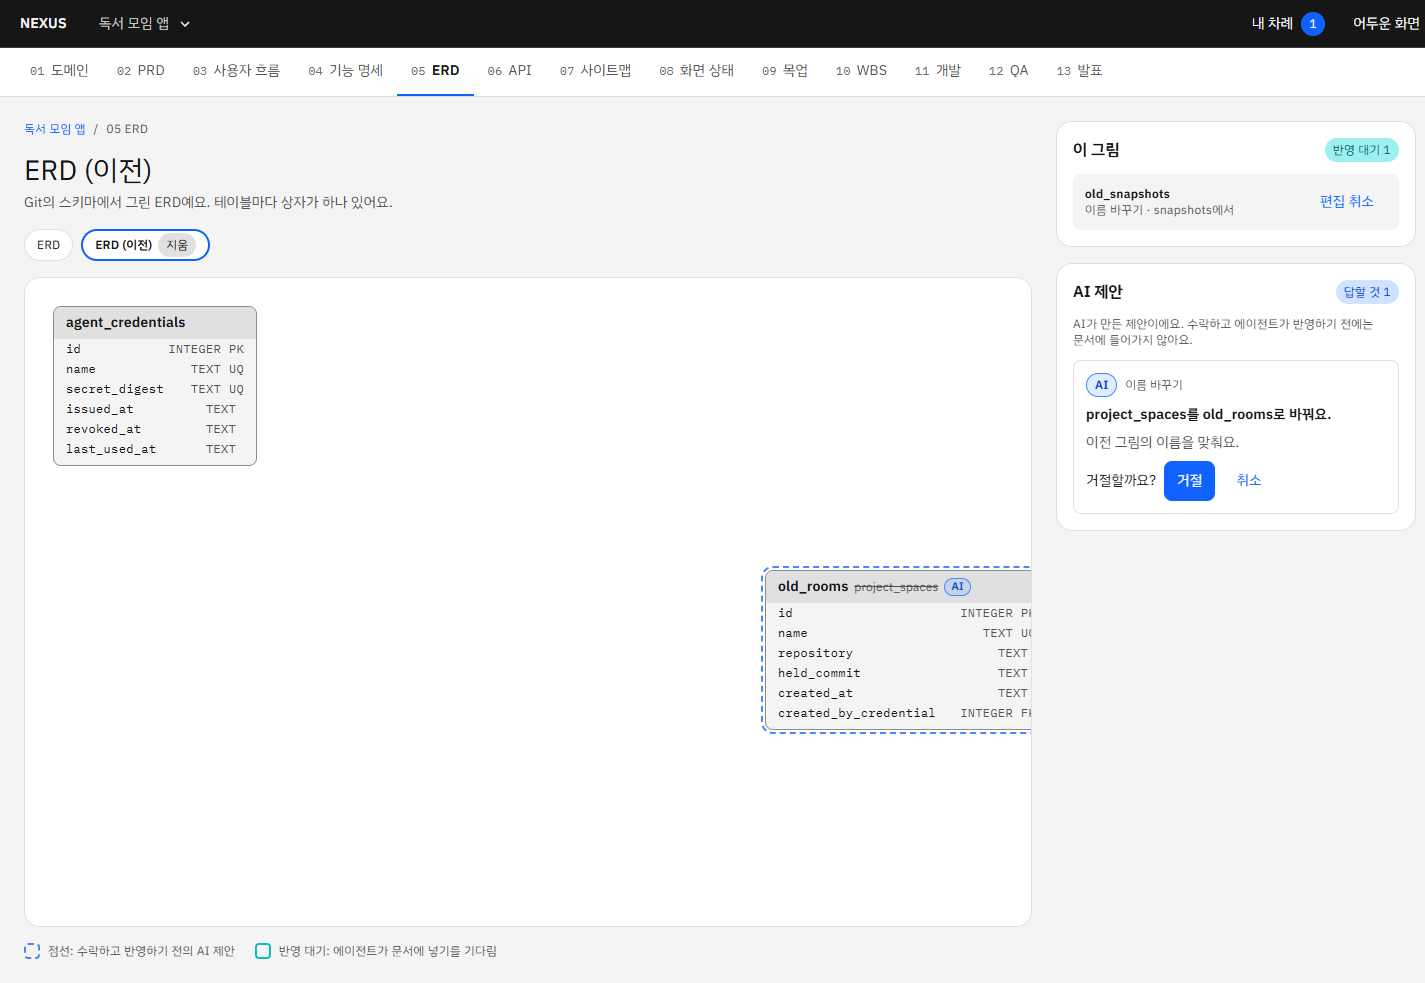 NEXUS 독서 모임 앱 내 차례 1 어두운 화면
01 도메인 02 PRD 03 사용자 흐름 04 기능 명세 05 ERD 06 API 07 사이트맵 08 화면 상태 09 목업 10 WBS 11 개발 12 QA 13 발표
독서 모임 앱 / 05 ERD
ERD (이전)
Git의 스키마에서 그린 ERD예요. 테이블마다 상자가 하나 있어요.
ERD ERD (이전) 지움
agent_credentials
id INTEGER PK
name TEXT UQ
secret_digest TEXT UQ
issued_at TEXT
revoked_at TEXT
last_used_at TEXT
old_rooms project_spaces AI
id INTEGER
name TEXT
repository TEXT
held_commit TEXT
created_at TEXT
created_by_credential INTEGER
점선: 수락하고 반영하기 전의 AI 제안 반영 대기: 에이전트가 문서에 넣기를 기다림
이 그림 반영 대기 1
old_snapshots
이름 바꾸기 · snapshots에서
편집 취소
AI 제안 답할 것 1
AI가 만든 제안이에요. 수락하고 에이전트가 반영하기 전에는
문서에 들어가지 않아요.
AI 이름 바꾸기
project_spaces를 old_rooms로 바꿔요.
이전 그림의 이름을 맞춰요.
거절할까요? 거절 취소